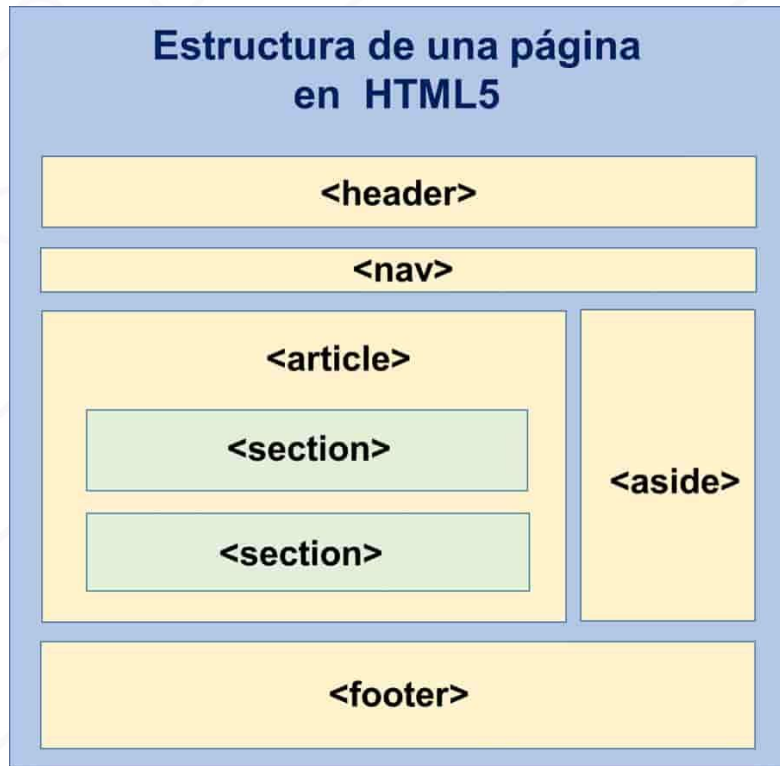 Estructura de una página
en HTML5
<header>
<nav>
<article>
<section>
<section>
<aside>
<footer>